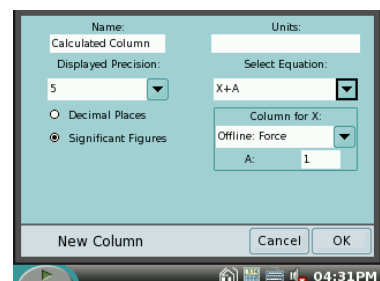 Name:
Units:
Calculated Column
Displayed Precision:
Select Equation:
5
X+A
Decimal Places
Significant Figures
Column for X:
Offline: Force
A:
1
New Column
Cancel
OK
04:31PM